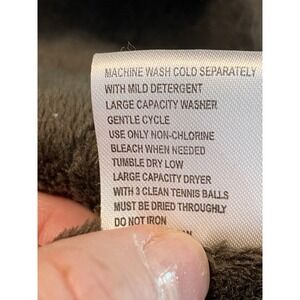 MACHINE WASH COLD SEPARATELY
WITH MILD DETERGENT
LARGE CAPACITY WASHER
GENTLE CYCLE
USE ONLY NON-CHLORINE
BLEACH WHEN NEEDED
TUMBLE DRY LOW
LARGE CAPACITY DRYER
WITH 3 CLEAN TENNIS BALLS
MUST BE DRIED THROUGHLY
DO NOT IRON